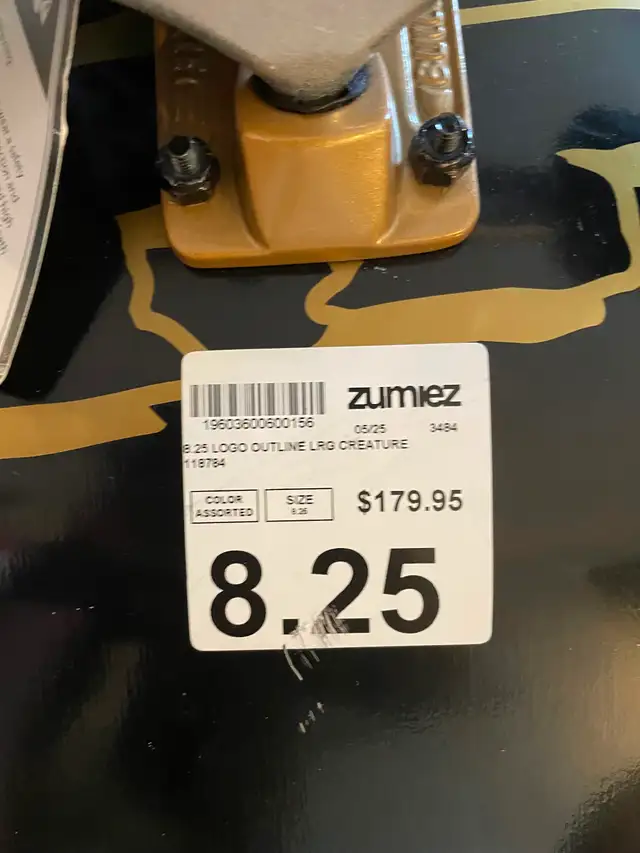 zumiez
19603600600156
05/25 3484
8.25 LOGO OUTLINE LRG CREATURE
118784
COLOR
ASSORTED
SIZE
8.25
$179.95
8.25